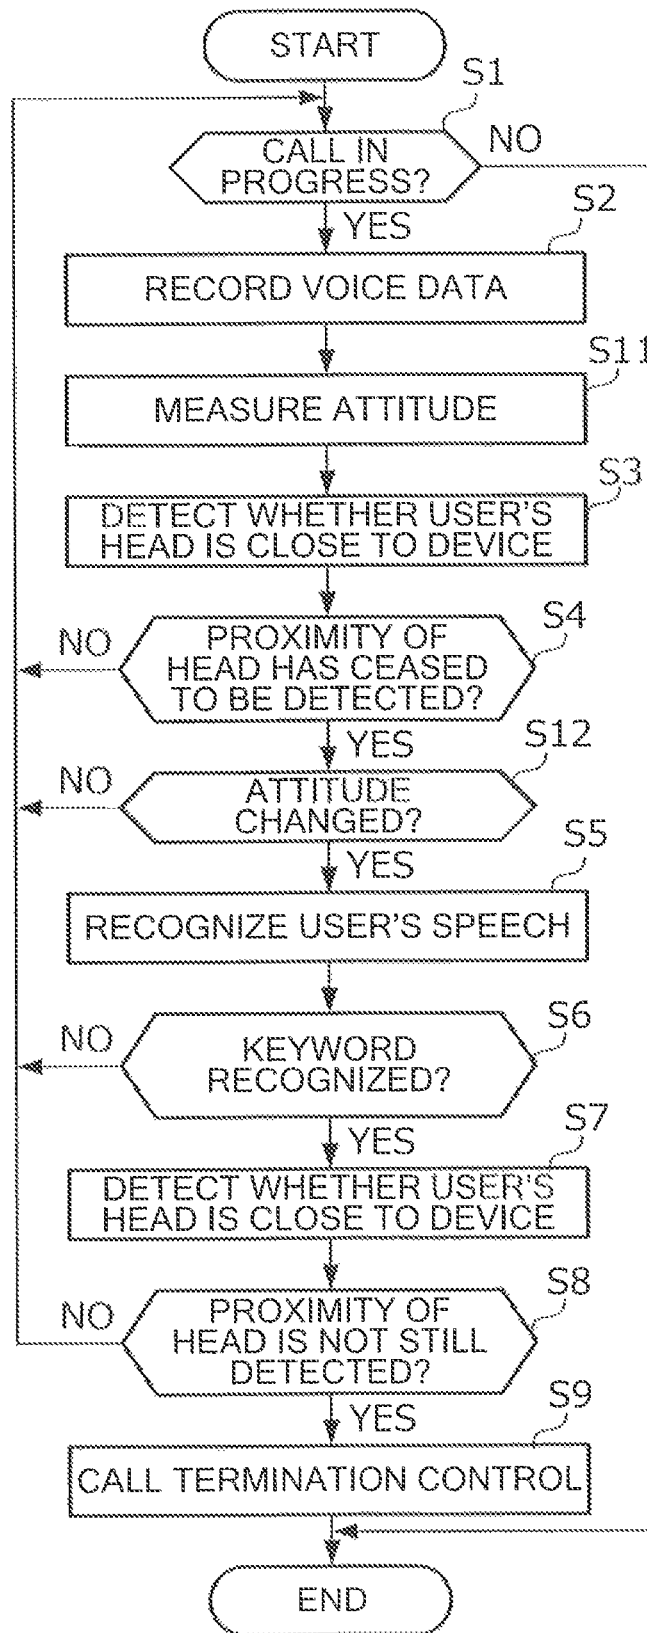 START
S1
CALL IN
PROGRESS?
NO
YES
S2
RECORD VOICE DATA
S11
MEASURE ATTITUDE
S3
DETECT WHETHER USER'S
HEAD IS CLOSE TO DEVICE
S4
PROXIMITY OF
HEAD HAS CEASED
TO BE DETECTED?
NO
YES
S12
ATTITUDE
CHANGED?
NO
YES
S5
RECOGNIZE USER'S SPEECH
S6
KEYWORD
RECOGNIZED?
NO
YES
S7
DETECT WHETHER USER'S
HEAD IS CLOSE TO DEVICE
S8
PROXIMITY OF
HEAD IS NOT STILL
DETECTED?
NO
YES
S9
CALL TERMINATION CONTROL
END